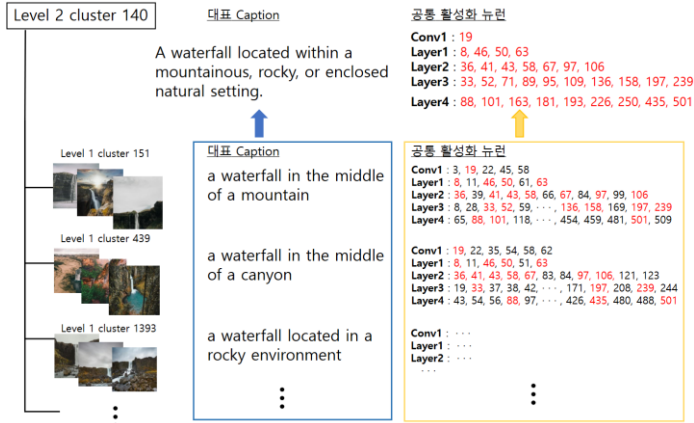 Level 2 cluster 140
대표 Caption
A waterfall located within a
mountainous, rocky, or enclosed
natural setting.
공통 활성화 뉴런
Conv1 : 19
Layer1 : 8, 46, 50, 63
Layer2 : 36, 41, 43, 58, 67, 97, 106
Layer3 : 33, 52, 71, 89, 95, 109, 136, 158, 197, 239
Layer4 : 88, 101, 163, 181, 193, 226, 250, 435, 501
Level 1 cluster 151
Level 1 cluster 439
Level 1 cluster 1393
대표 Caption
a waterfall in the middle
of a mountain
a waterfall in the middle
of a canyon
a waterfall located in a
rocky environment
공통 활성화 뉴런
Conv1 : 3, 19, 22, 45, 58
Layer1 : 8, 11, 46, 50, 61, 63
Layer2 : 36, 39, 41, 43, 58, 66, 67, 84, 97, 99, 106
Layer3 : 8, 28, 33, 52, 59, · · · , 136, 158, 169, 197, 239
Layer4 : 65, 88, 101, 118, · · · , 454, 459, 481, 501, 509
Conv1 : 19, 22, 35, 54, 58, 62
Layer1 : 8, 11, 46, 50, 51, 63
Layer2 : 36, 41, 43, 58, 67, 83, 84, 97, 106, 121, 123
Layer3 : 19, 33, 37, 38, 42, · · · , 171, 197, 208, 239, 244
Layer4 : 43, 54, 56, 88, 97, · · · , 426, 435, 480, 488, 501
Conv1 : · · ·
Layer1 : · · ·
Layer2 : · · ·
· · · ·